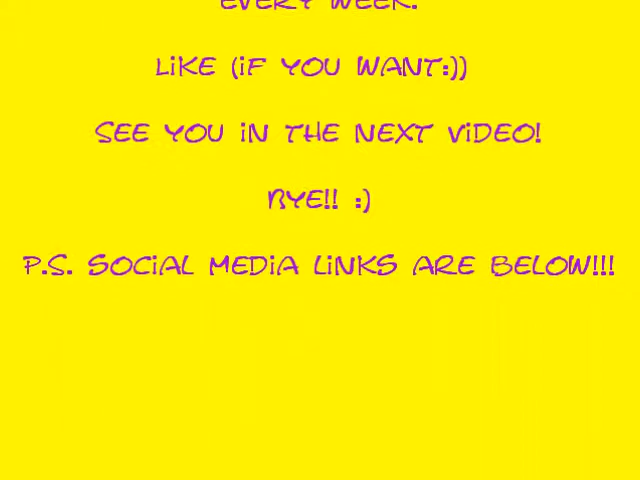 EVERY WEEK.
LIKE (IF YOU WANT:))
SEE YOU IN THE NEXT VIDEO!
BYE!! :)
P.S. SOCIAL MEDIA LINKS ARE BELOW!!!